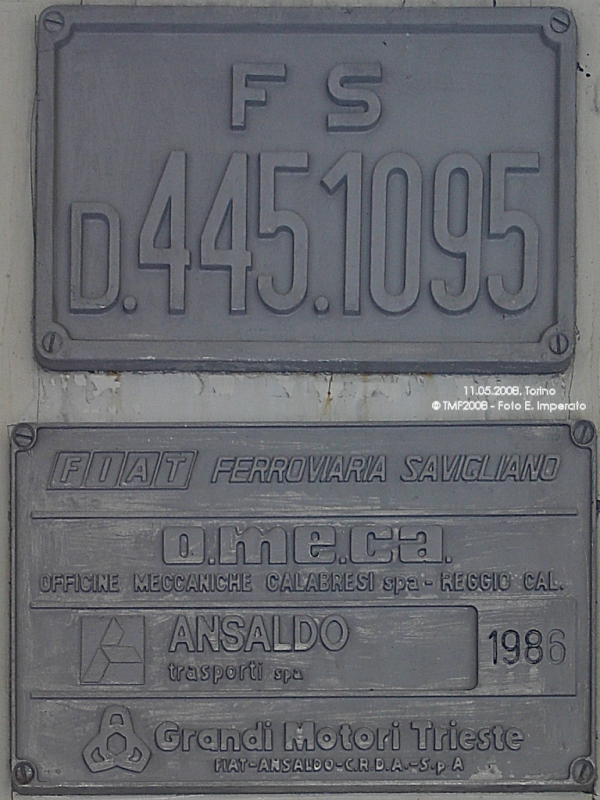 F S
D.445.1095
11.05.2008, Torino
© TMF2008 - Foto E. Imperato
FIAT FERROVIARIA SAVIGLIANO
o.me.ca.
OFFICINE MECCANICHE CALABRESI spa - REGGIO CAL.
ANSALDO
trasporti spa
1986
Grandi Motori Trieste
FIAT-ANSALDO-C.R.D.A.-S.p A